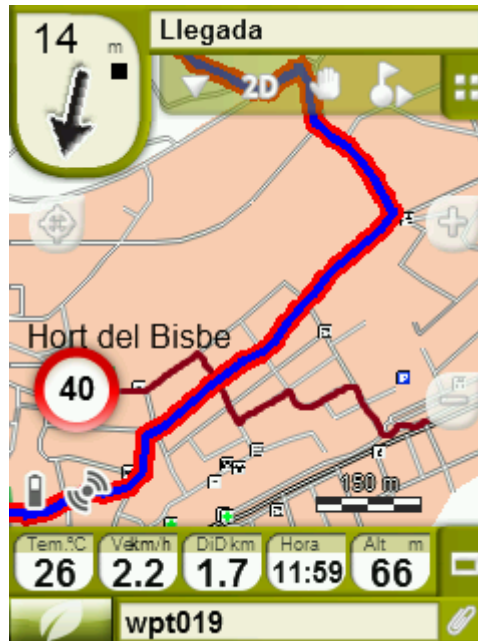 14 m
Llegada
2D
Hort del Bisbe
40
150 m
Tem.ºC
26
Vekm/h
2.2
DiD km
1.7
Hora
11:59
Alt m
66
wpt019